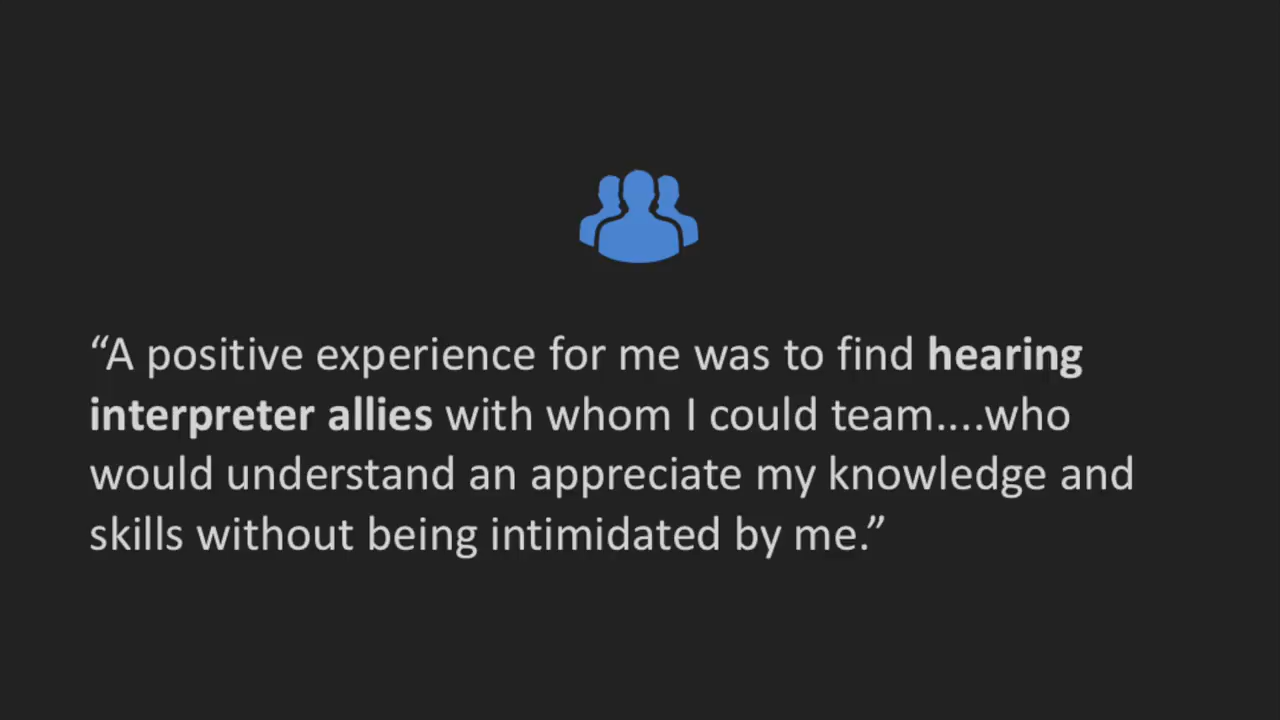 “A positive experience for me was to find hearing
interpreter allies with whom I could team....who
would understand an appreciate my knowledge and
skills without being intimidated by me.”